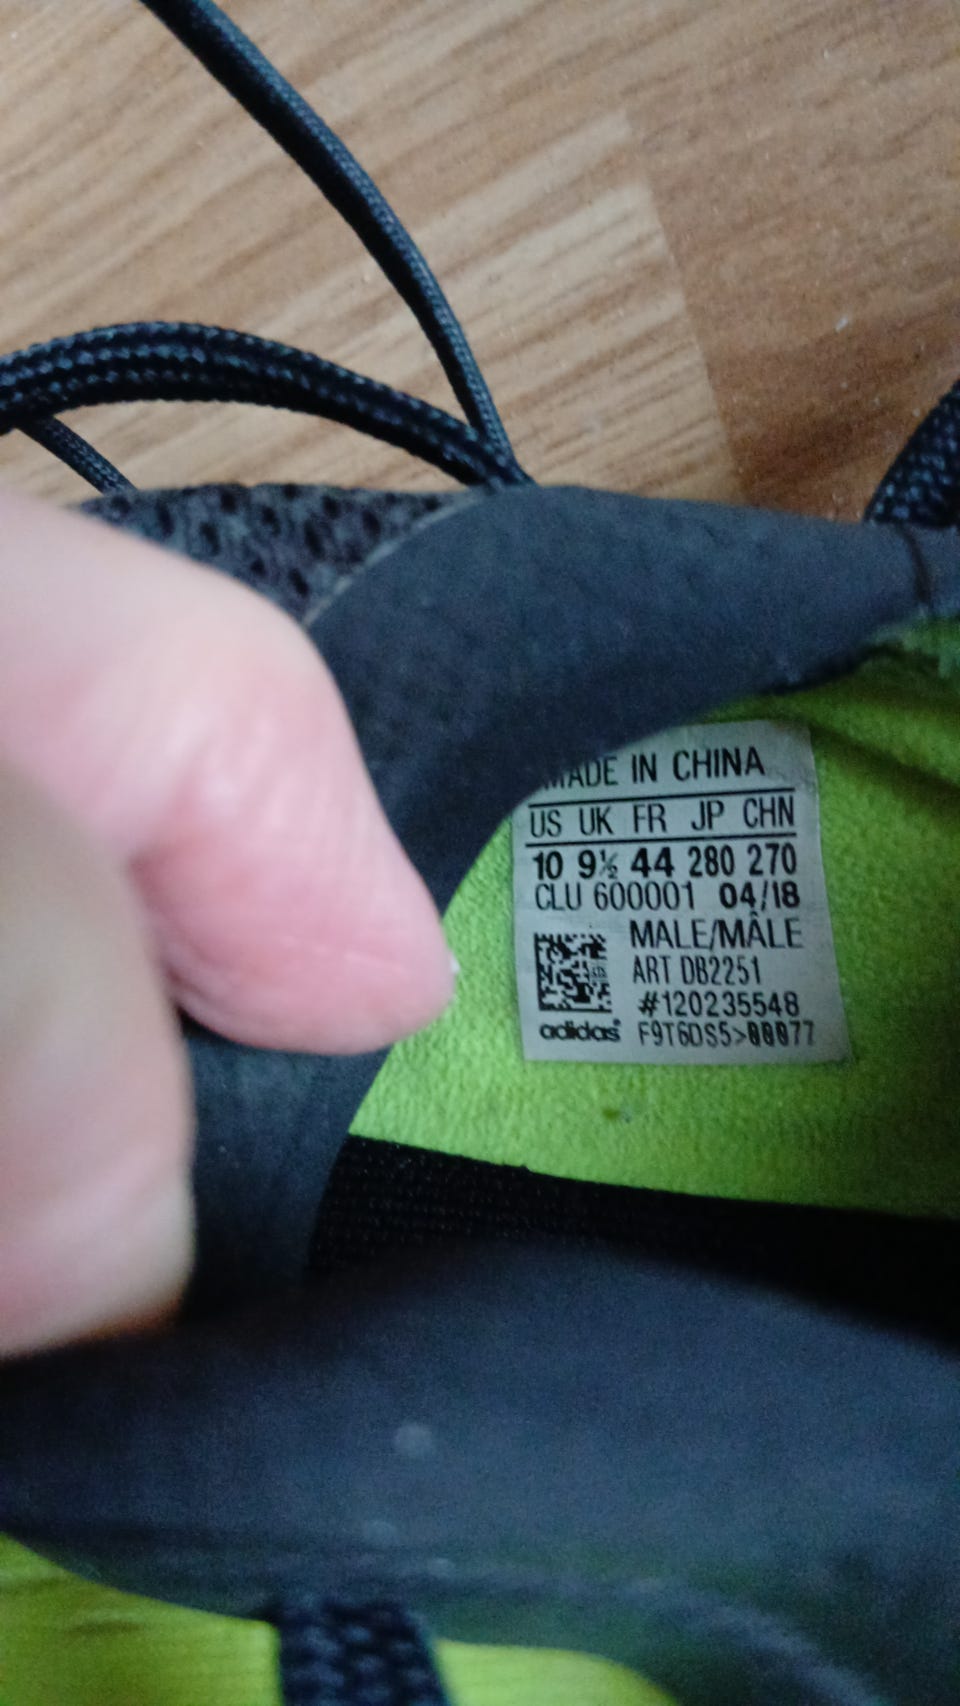 MADE IN CHINA
US UK FR JP CHN
10 9½ 44 280 270
CLU 600001 04/18
MALE/MÂLE
ART DB2251
#120235548
adidas F9T6DS5>00077